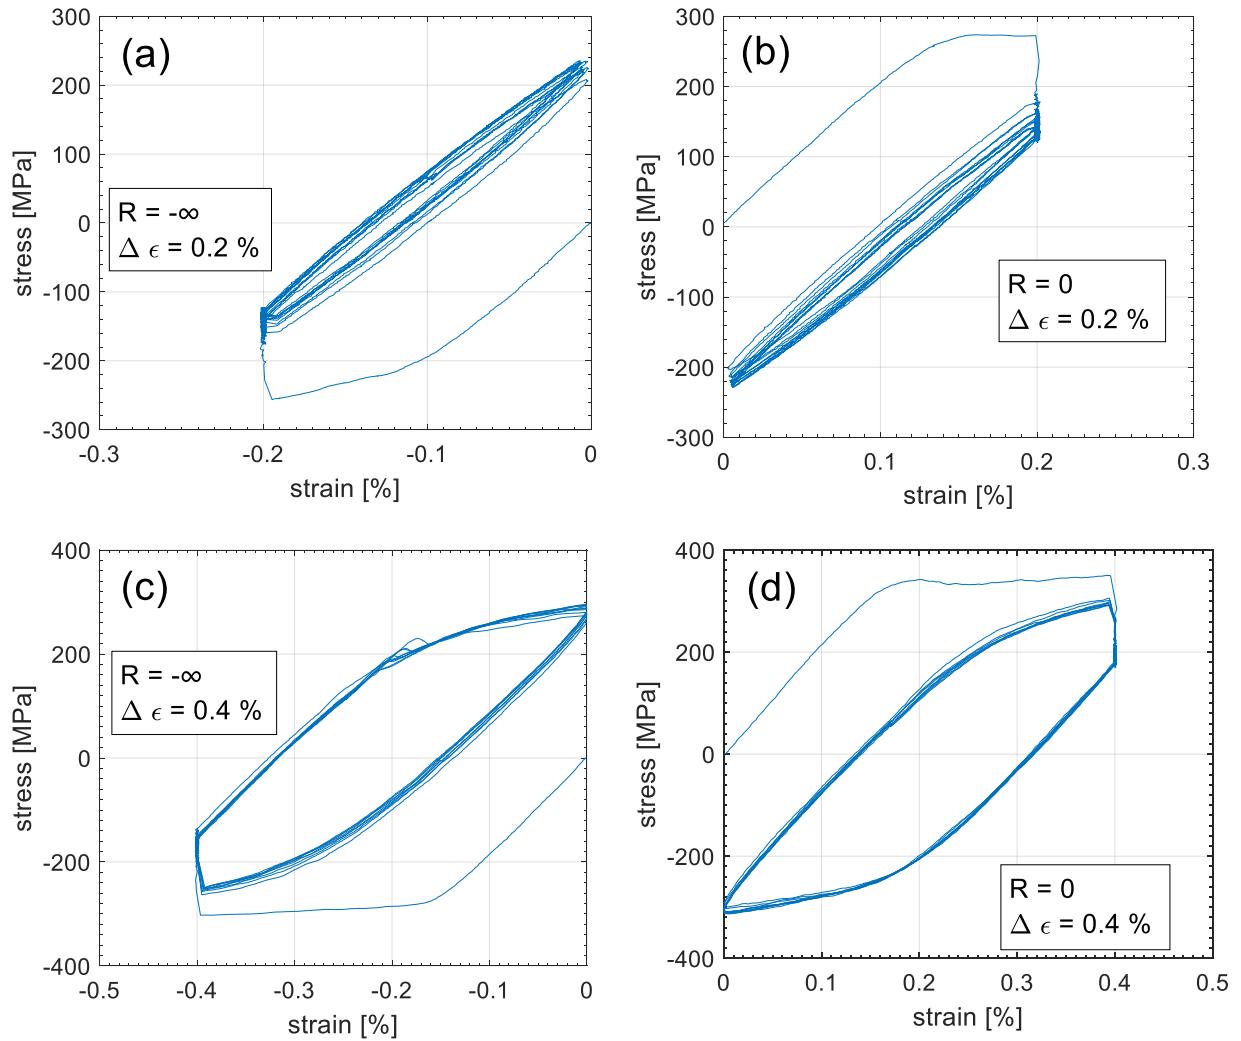 (a)
300
200
100
0
-100
-200
-300
stress [MPa]
R = -∞
Δ ϵ = 0.2 %
-0.3
-0.2
-0.1
0
strain [%]
(b)
300
200
100
0
-100
-200
-300
stress [MPa]
R = 0
Δ ϵ = 0.2 %
0
0.1
0.2
0.3
strain [%]
(c)
400
200
0
-200
-400
stress [MPa]
R = -∞
Δ ϵ = 0.4 %
-0.5
-0.4
-0.3
-0.2
-0.1
0
strain [%]
(d)
400
200
0
-200
-400
stress [MPa]
R = 0
Δ ϵ = 0.4 %
0
0.1
0.2
0.3
0.4
0.5
strain [%]